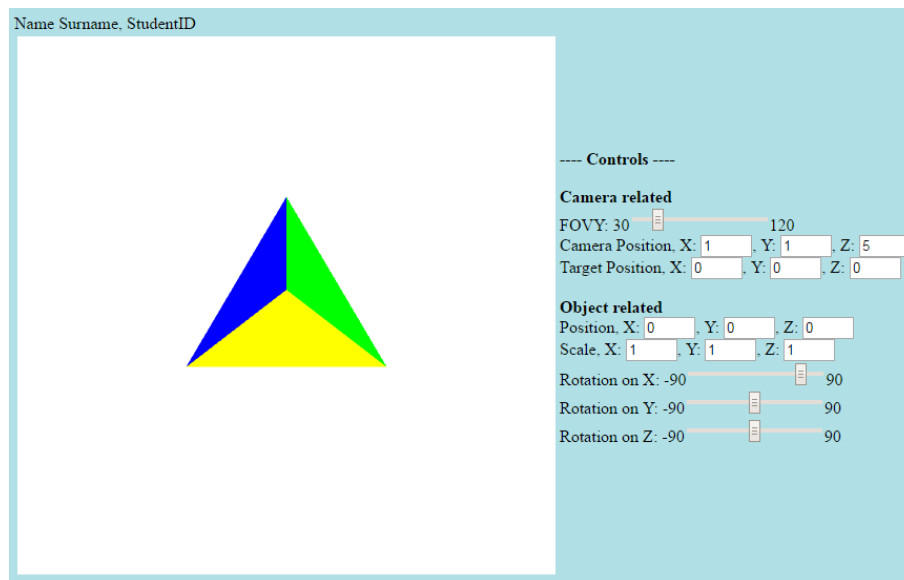 Name Surname, StudentID
---- Controls ----
Camera related
FOVY: 30 120
Camera Position, X: 1 , Y: 1 , Z: 5
Target Position, X: 0 , Y: 0 , Z: 0
Object related
Position, X: 0 , Y: 0 , Z: 0
Scale, X: 1 , Y: 1 , Z: 1
Rotation on X: -90 90
Rotation on Y: -90 90
Rotation on Z: -90 90